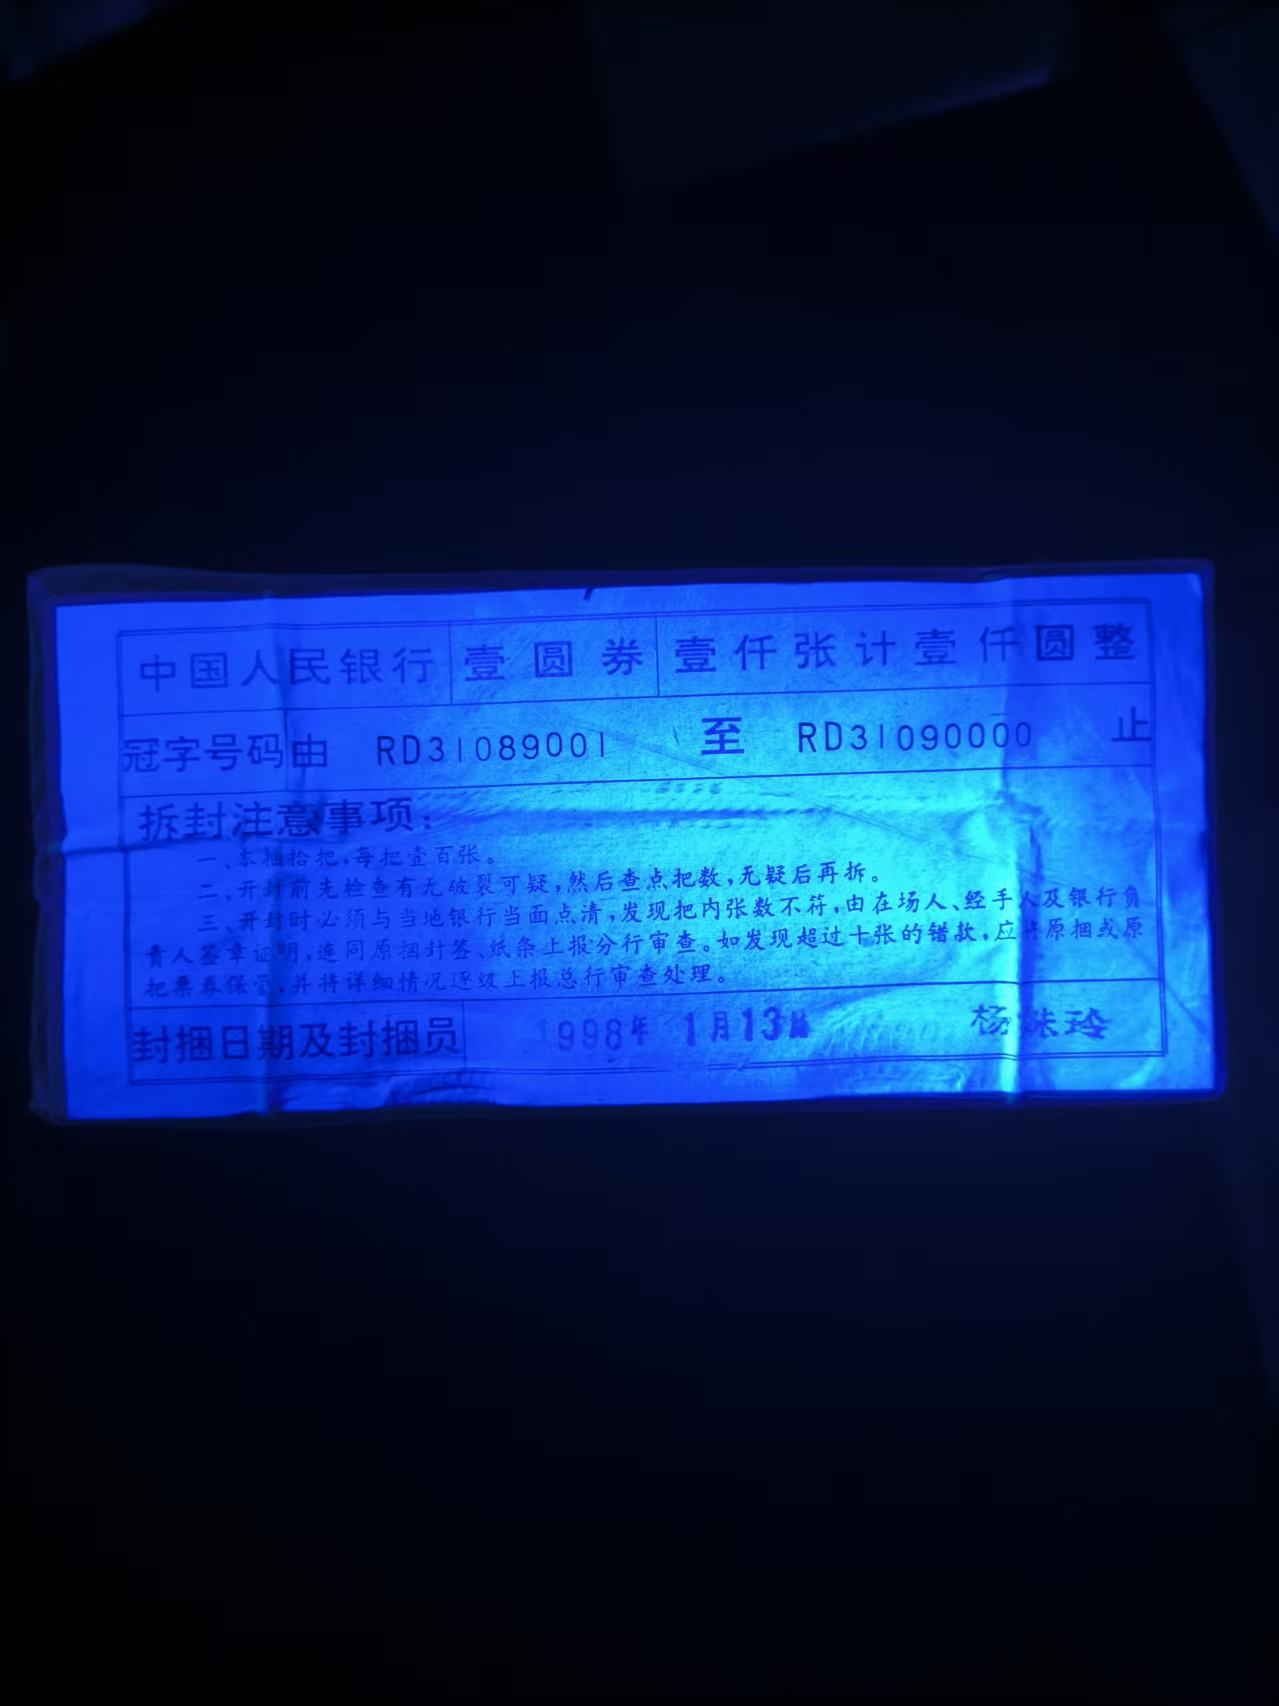 中国人民银行 壹圆券 壹仟张计壹仟圆整
冠字号码由 RD31089001 至 RD31090000 止
拆封注意事项:
一、本捆拾把,每把壹百张。
二、开封前先检查有无破裂可疑,然后查点把数,无疑后再拆。
三、开封时必须与当地银行当面点清,发现把内张数不符,由在场人、经手人及银行负
责人签章证明,连同原捆封签、纸条上报分行审查。如发现超过十张的错款,应将原捆或原
把票券保管,并将详细情况逐级上报总行审查处理。
封捆日期及封捆员 1998年 1月13日 杨珠玲